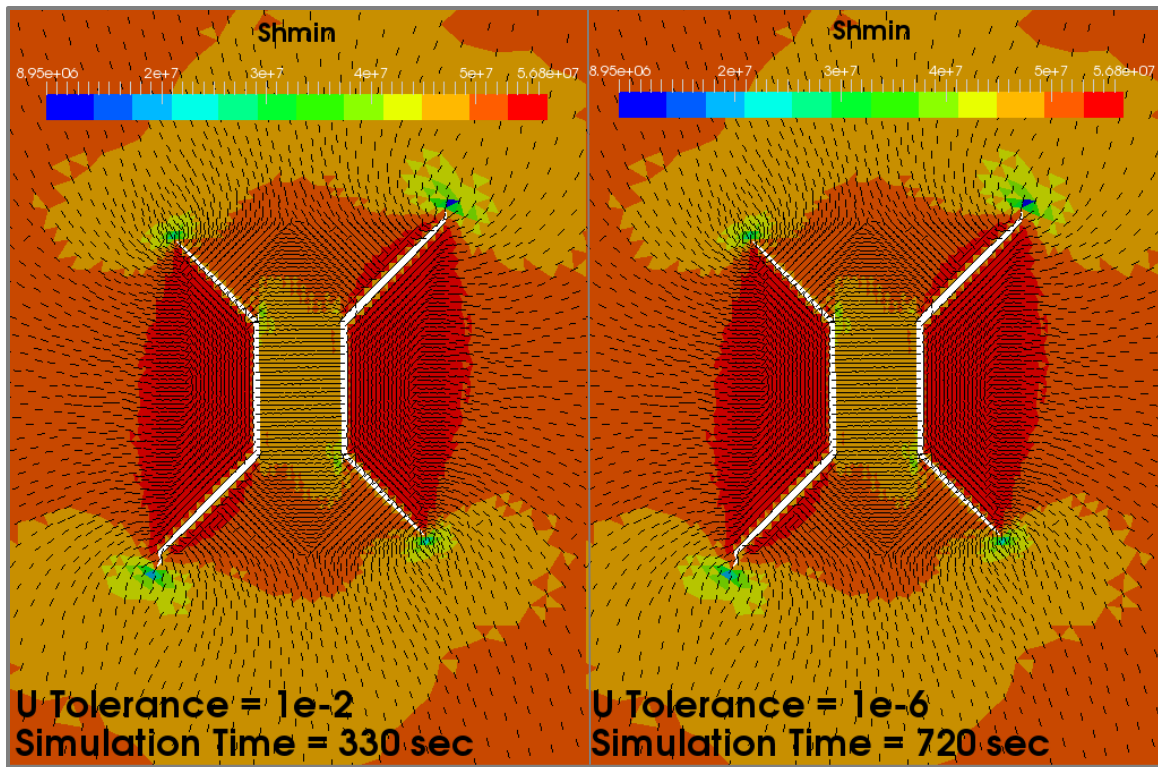 Shmin
8.95e+06 2e+7 3e+7 4e+7 5e+7 5.68e+07
U Tolerance = 1e-2
Simulation Time = 330 sec
Shmin
8.95e+06 2e+7 3e+7 4e+7 5e+7 5.68e+07
U Tolerance = 1e-6
Simulation Time = 720 sec